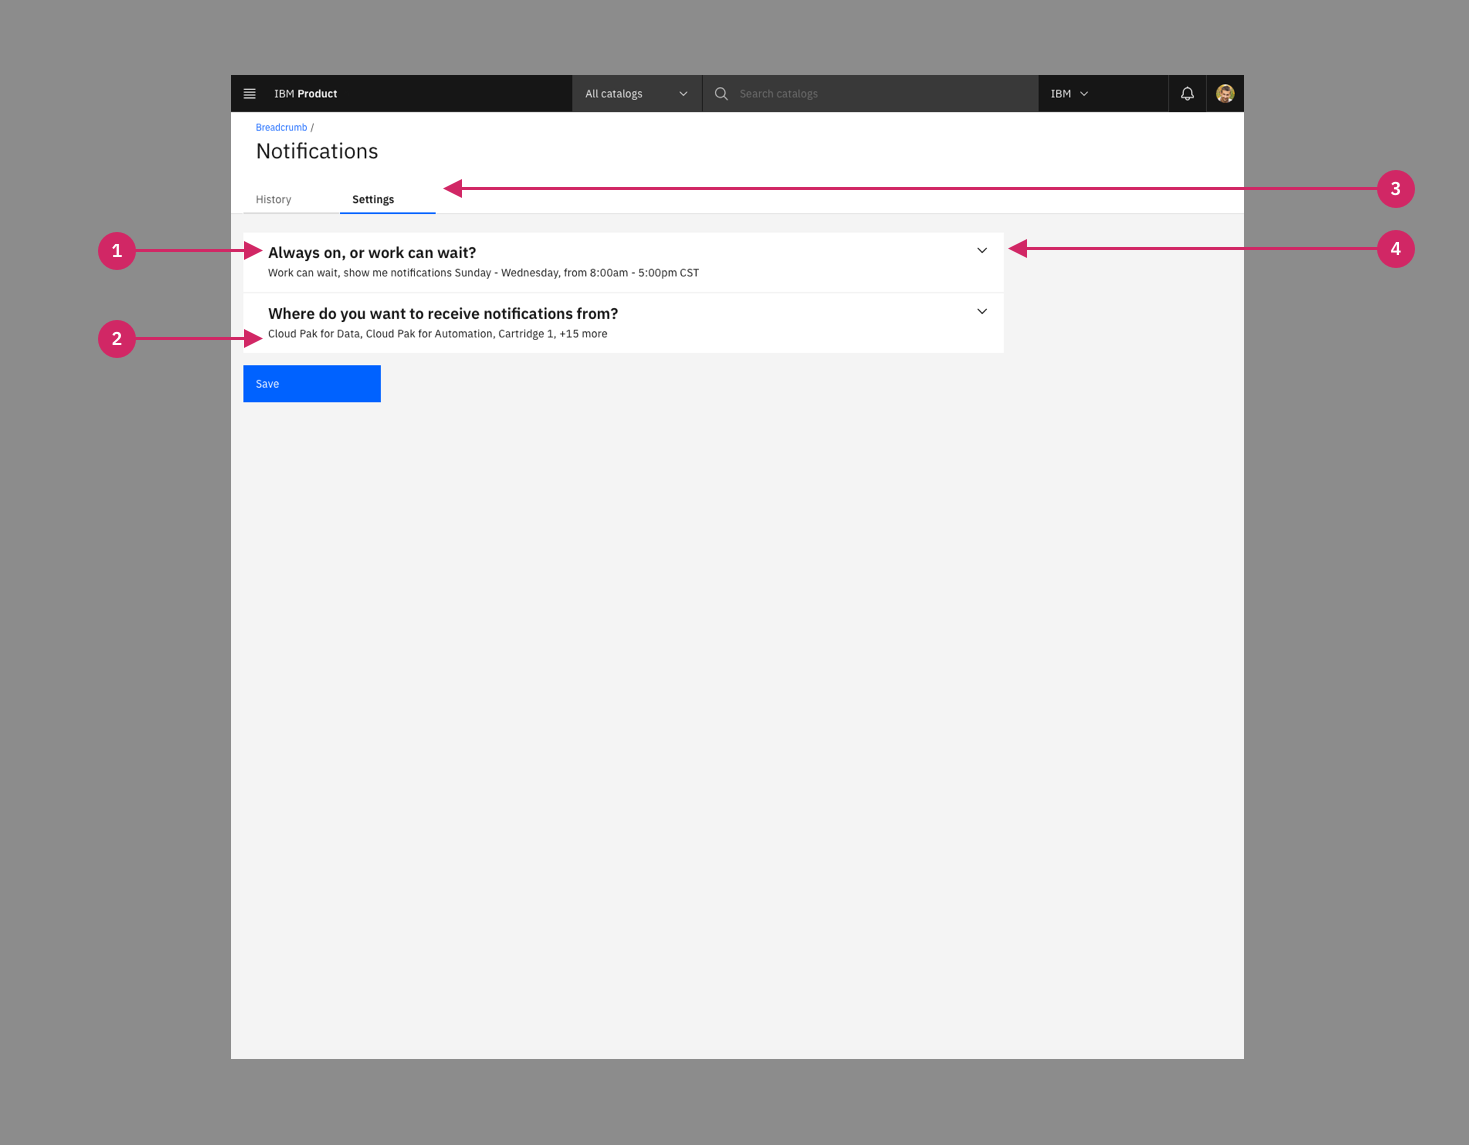 IBM Product
All catalogs
Search catalogs
IBM
Breadcrumb /
Notifications
History
Settings
3
1
Always on, or work can wait?
4
Work can wait, show me notifications Sunday - Wednesday, from 8:00am - 5:00pm CST
Where do you want to receive notifications from?
2
Cloud Pak for Data, Cloud Pak for Automation, Cartridge 1, +15 more
Save